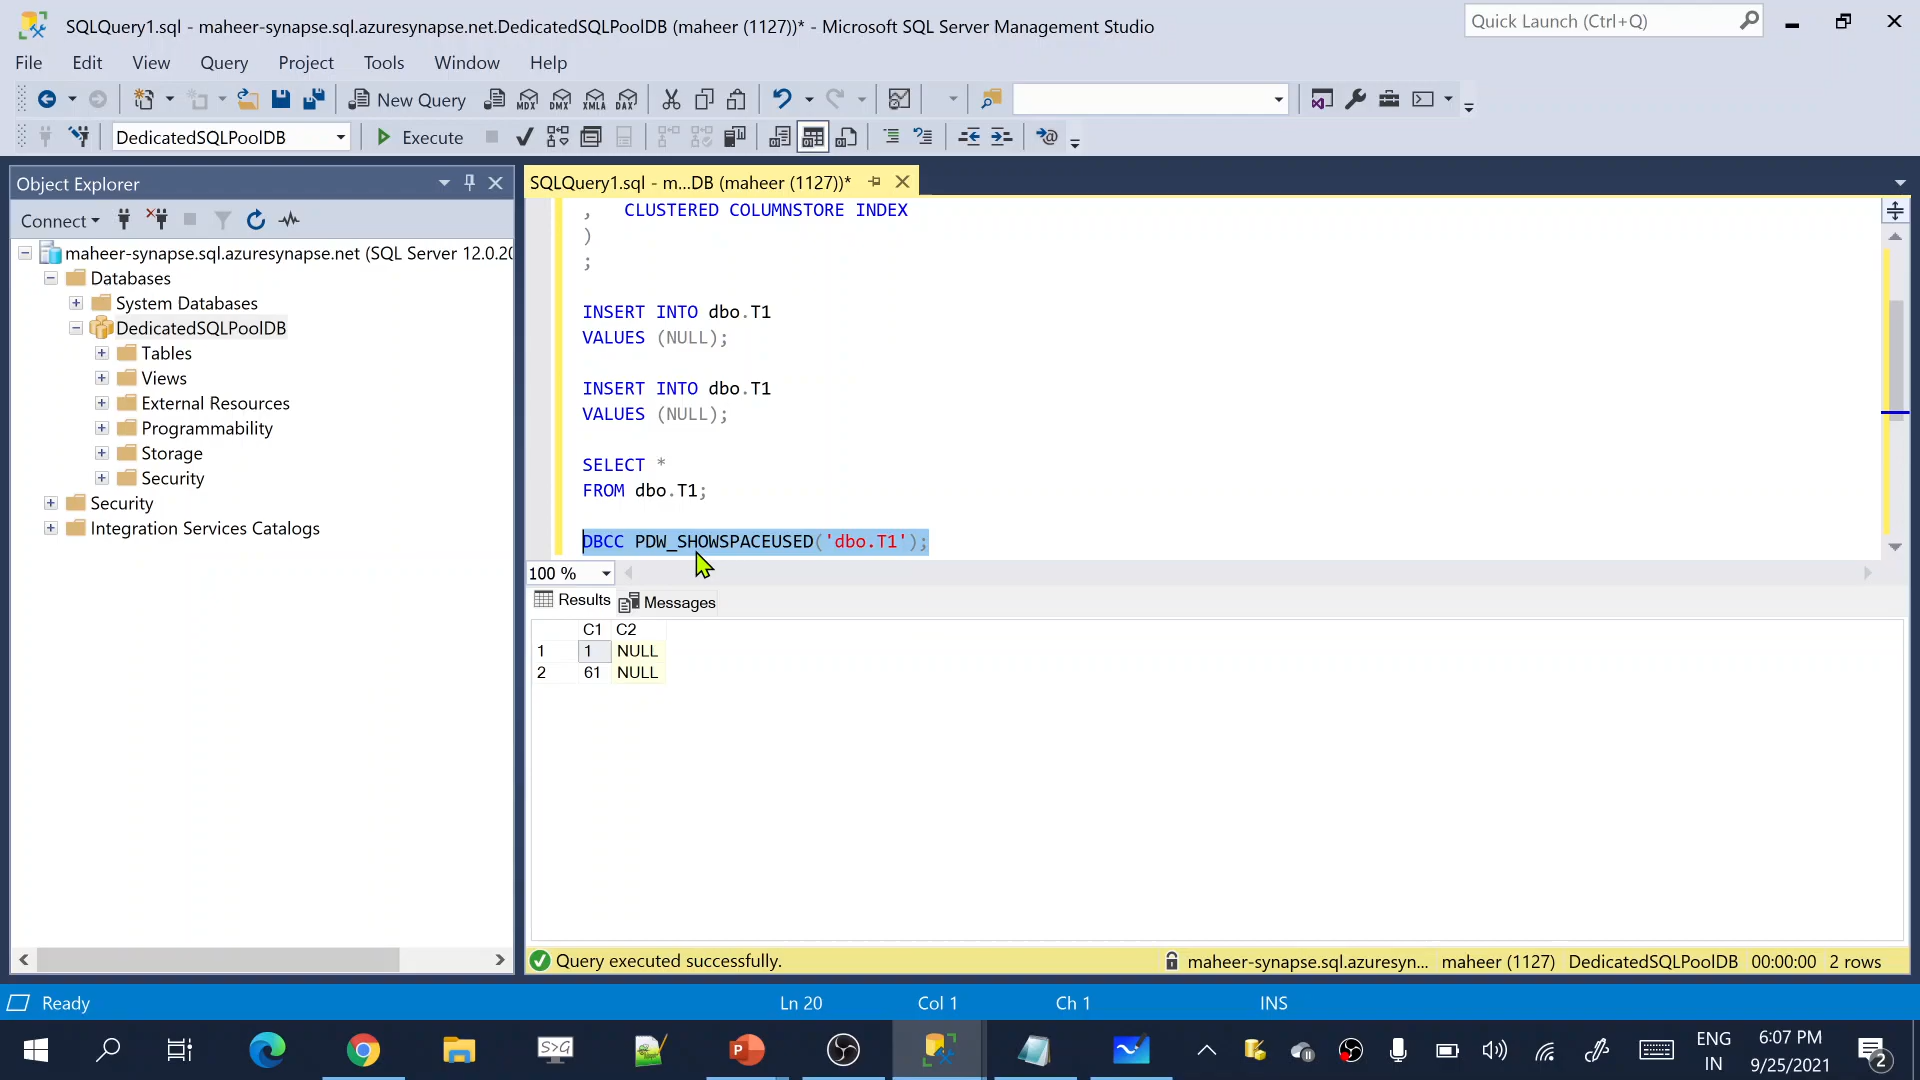 SQLQuery1.sql - maheer-synapse.sql.azuresynapse.net.DedicatedSQLPoolDB (maheer (1127))* - Microsoft SQL Server Management Studio
Quick Launch (Ctrl+Q)
File Edit View Query Project Tools Window Help
New Query
MDX DMX XMLA DAX
DedicatedSQLPoolDB
Execute
Object Explorer
Connect
maheer-synapse.sql.azuresynapse.net (SQL Server 12.0.20
Databases
System Databases
DedicatedSQLPoolDB
Tables
Views
External Resources
Programmability
Storage
Security
Security
Integration Services Catalogs
SQLQuery1.sql - m...DB (maheer (1127))*
, CLUSTERED COLUMNSTORE INDEX
)
;
INSERT INTO dbo.T1
VALUES (NULL);
INSERT INTO dbo.T1
VALUES (NULL);
SELECT *
FROM dbo.T1;
DBCC PDW_SHOWSPACEUSED('dbo.T1');
100 %
Results Messages
C1 C2
1 1 NULL
2 61 NULL
Query executed successfully.
maheer-synapse.sql.azuresyn... maheer (1127) DedicatedSQLPoolDB 00:00:00 2 rows
Ready
Ln 20 Col 1 Ch 1 INS
S>G
ENG
IN
6:07 PM
9/25/2021
2